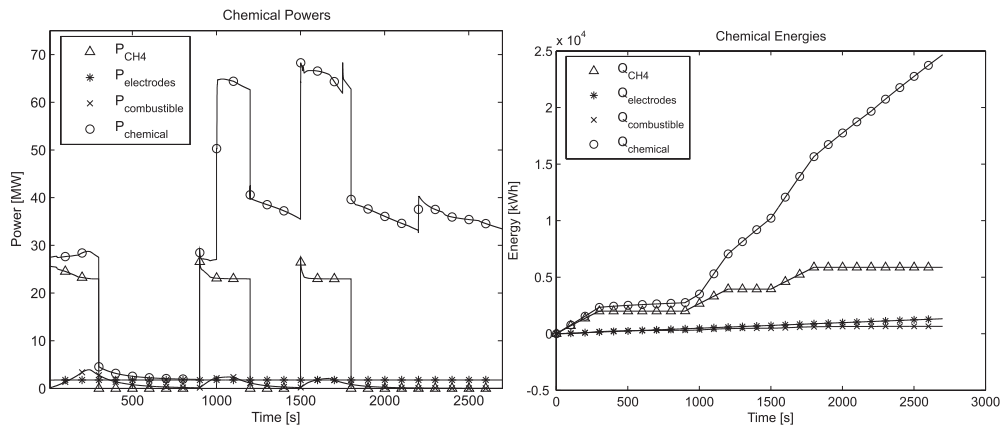 Chemical Powers
70
60
50
40
30
20
10
0
Power [MW]
P_CH4
P_electrodes
P_combustible
P_chemical
500 1000 1500 2000 2500
Time [s]
Chemical Energies
x 10^4
2.5
2
1.5
1
0.5
0
-0.5
Energy [kWh]
Q_CH4
Q_electrodes
Q_combustible
Q_chemical
0 500 1000 1500 2000 2500 3000
Time [s]